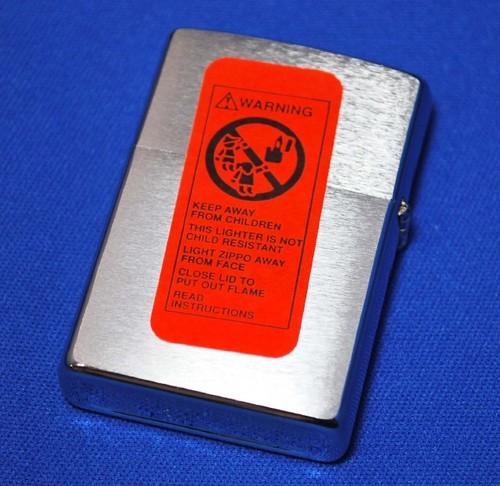 WARNING
KEEP AWAY
FROM CHILDREN
THIS LIGHTER IS NOT
CHILD RESISTANT
LIGHT ZIPPO AWAY
FROM FACE
CLOSE LID TO
PUT OUT FLAME
READ
INSTRUCTIONS